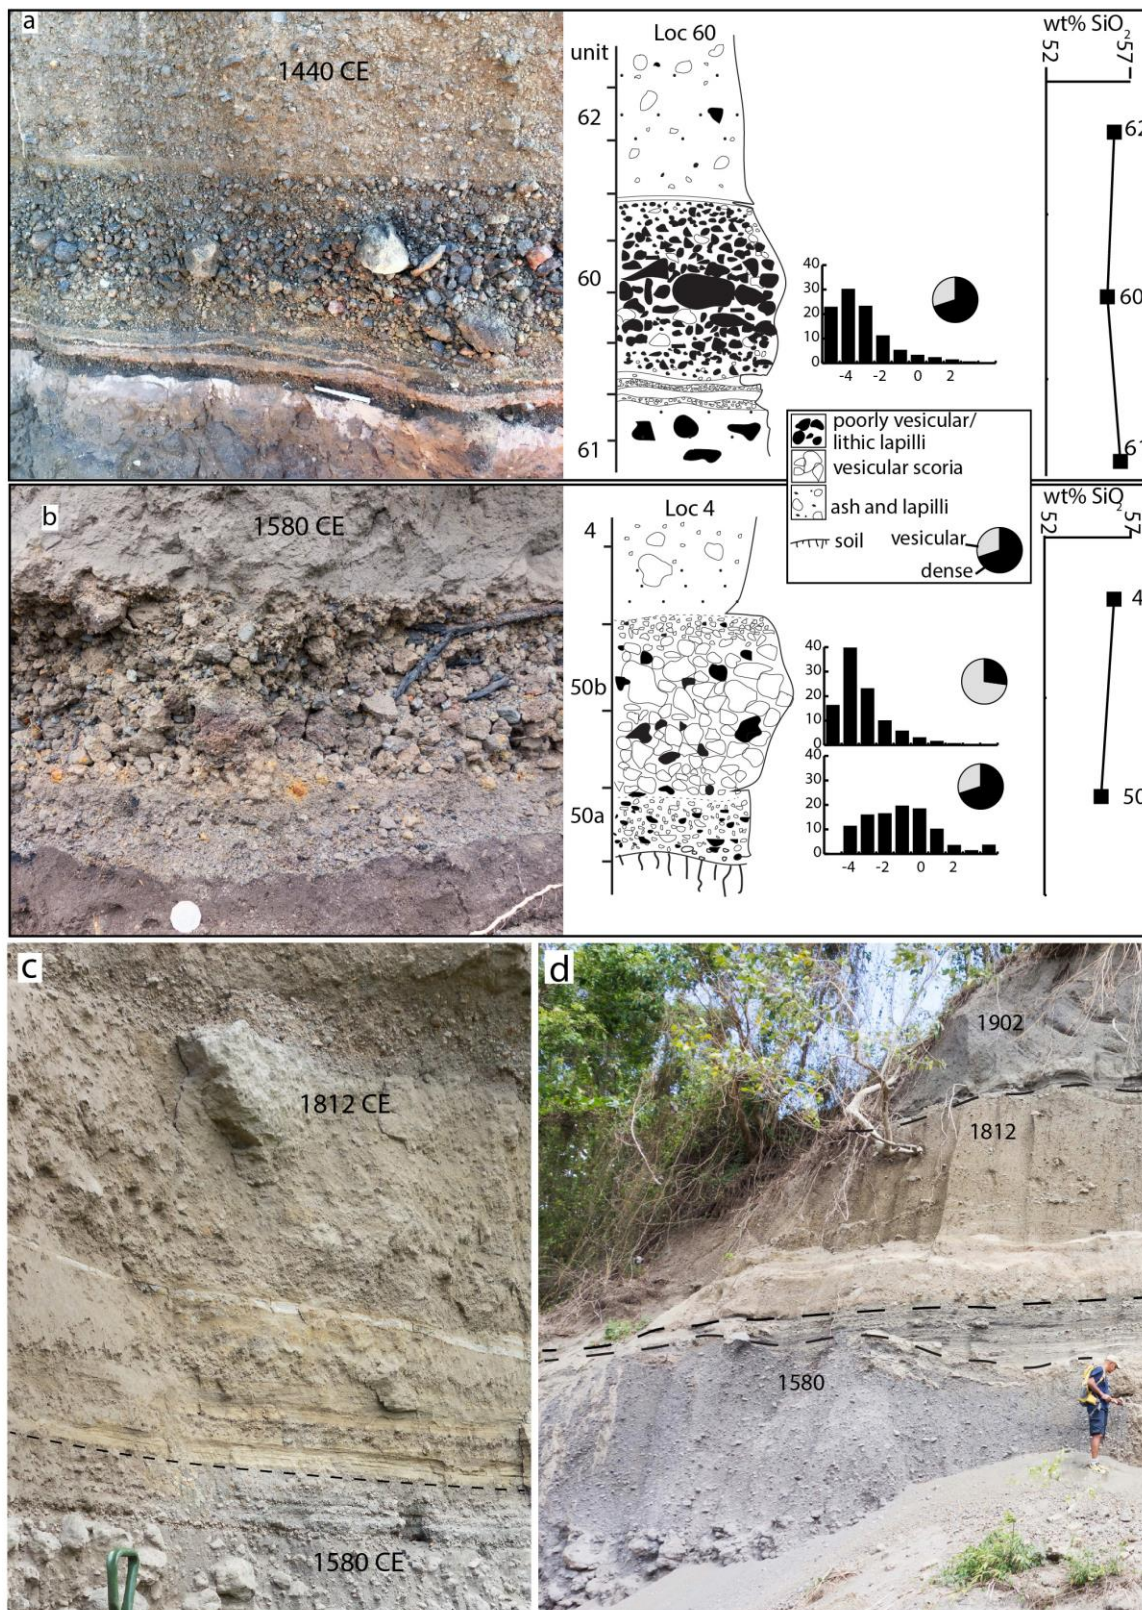 a
1440 CE
unit
Loc 60
62
60
61
40
30
20
10
0
-4 -2 0 2
wt% SiO2
52 57
62
60
61
poorly vesicular/
lithic lapilli
vesicular scoria
ash and lapilli
soil
vesicular
dense
b
1580 CE
Loc 4
4
50b
50a
40
30
20
10
0
40
30
20
10
0
-4 -2 0 2
wt% SiO
52 57
4
50
c
1812 CE
1580 CE
d
1902
1812
1580